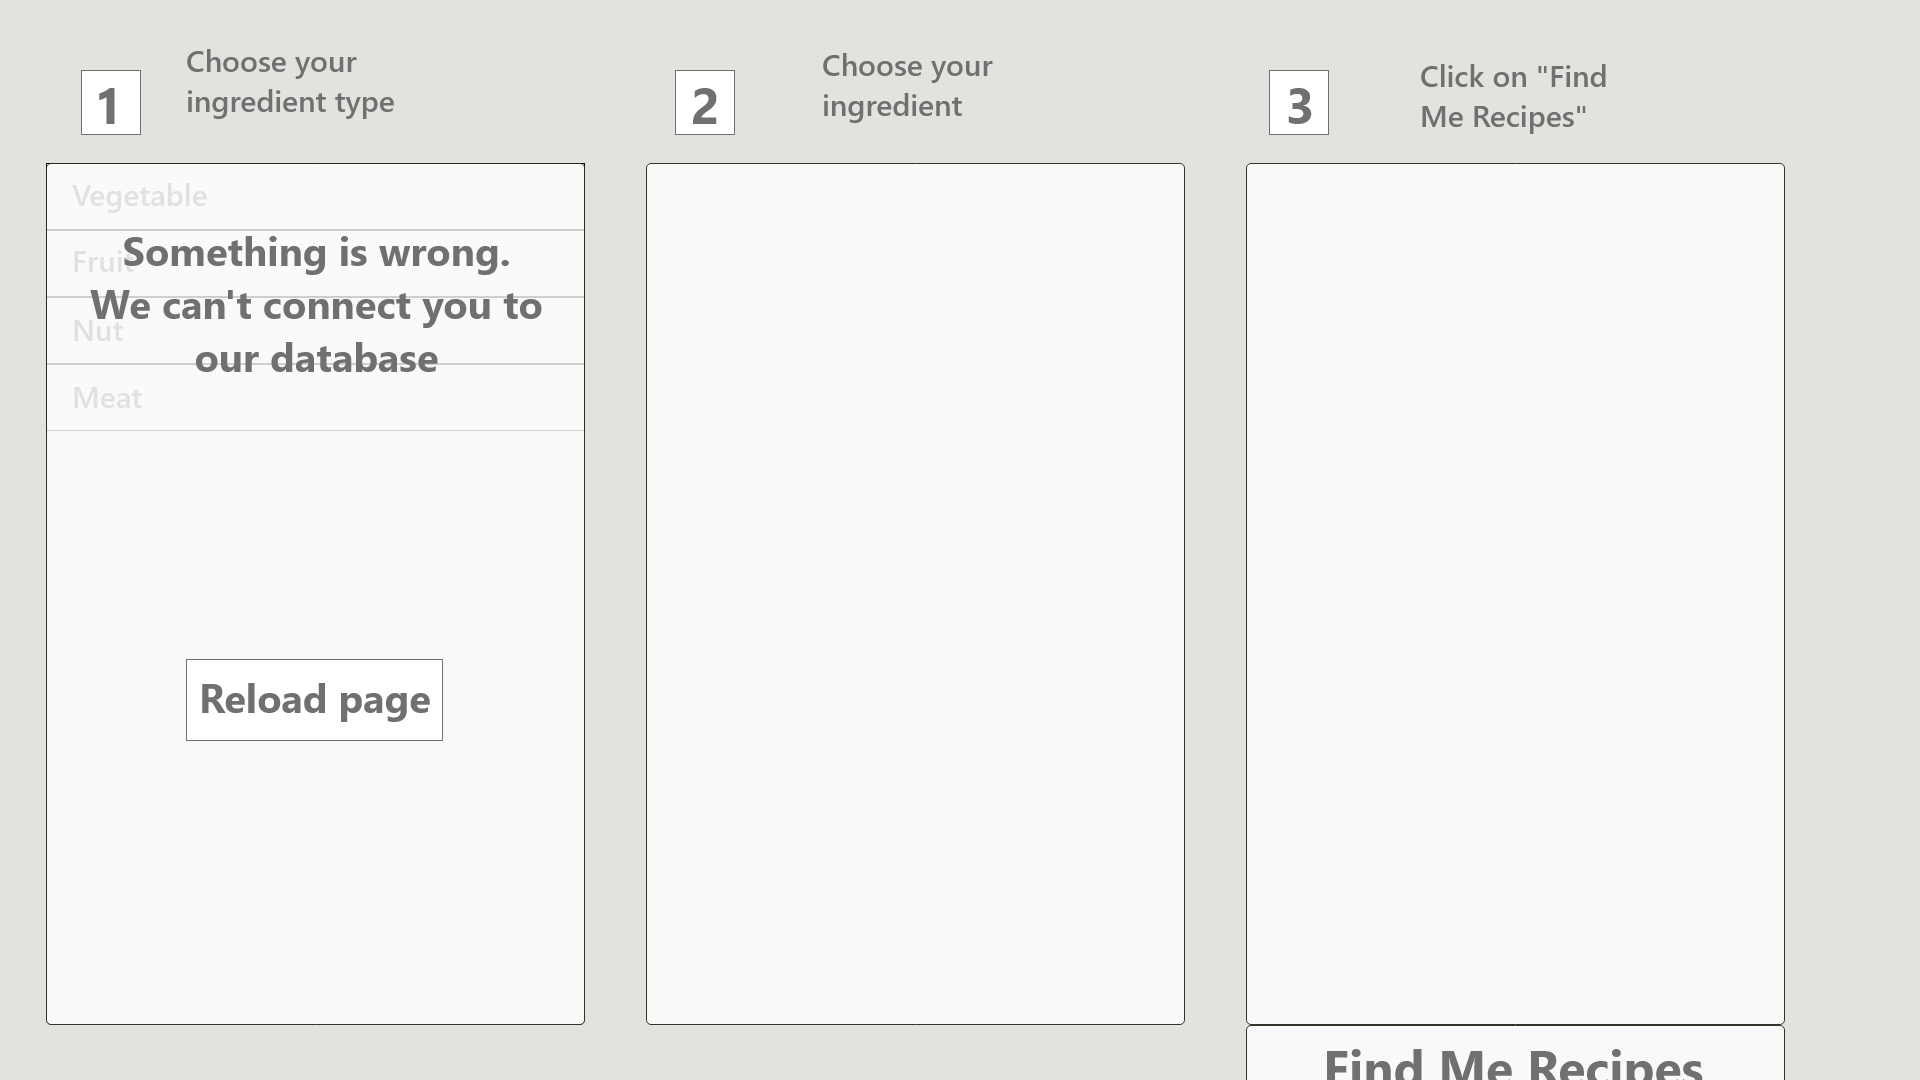 1
Choose your
ingredient type
2
Choose your
ingredient
3
Click on "Find
Me Recipes"
Vegetable
Fruit
Nut
Meat
Something is wrong.
We can't connect you to
our database
Reload page
Find Me Recipes